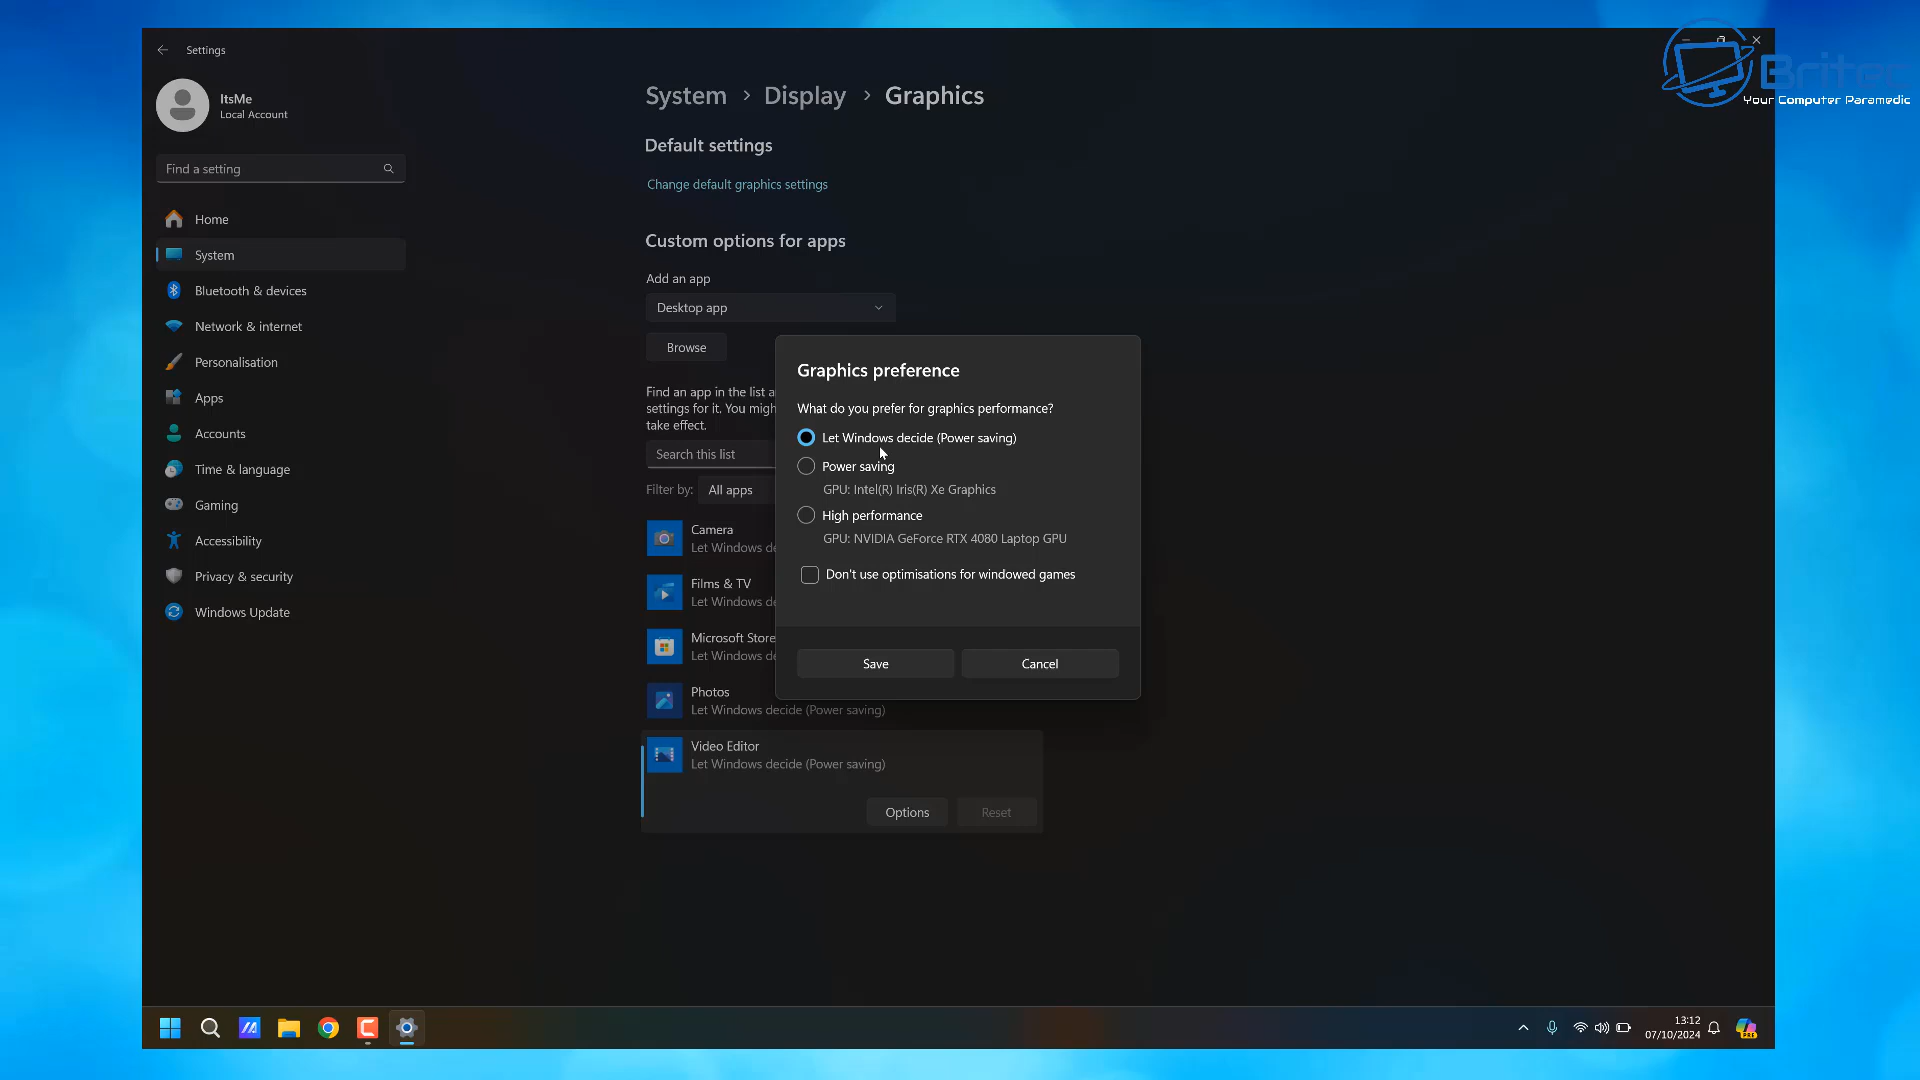 Settings
Brite
Your Computer Paramedic
ItsMe
Local Account
Find a setting
Home
System
Bluetooth & devices
Network & internet
Personalisation
Apps
Accounts
Time & language
Gaming
Accessibility
Privacy & security
Windows Update
System > Display > Graphics
Default settings
Change default graphics settings
Custom options for apps
Add an app
Desktop app
Browse
Find an app in the list a
settings for it. You migh
take effect.
Search this list
Filter by: All apps
Camera
Let Windows de
Films & TV
Let Windows de
Microsoft Store
Let Windows de
Photos
Let Windows decide (Power saving)
Video Editor
Let Windows decide (Power saving)
Options
Reset
Graphics preference
What do you prefer for graphics performance?
Let Windows decide (Power saving)
Power saving
GPU: Intel(R) Iris(R) Xe Graphics
High performance
GPU: NVIDIA GeForce RTX 4080 Laptop GPU
Don't use optimisations for windowed games
Save
Cancel
13:12
07/10/2024
PRE